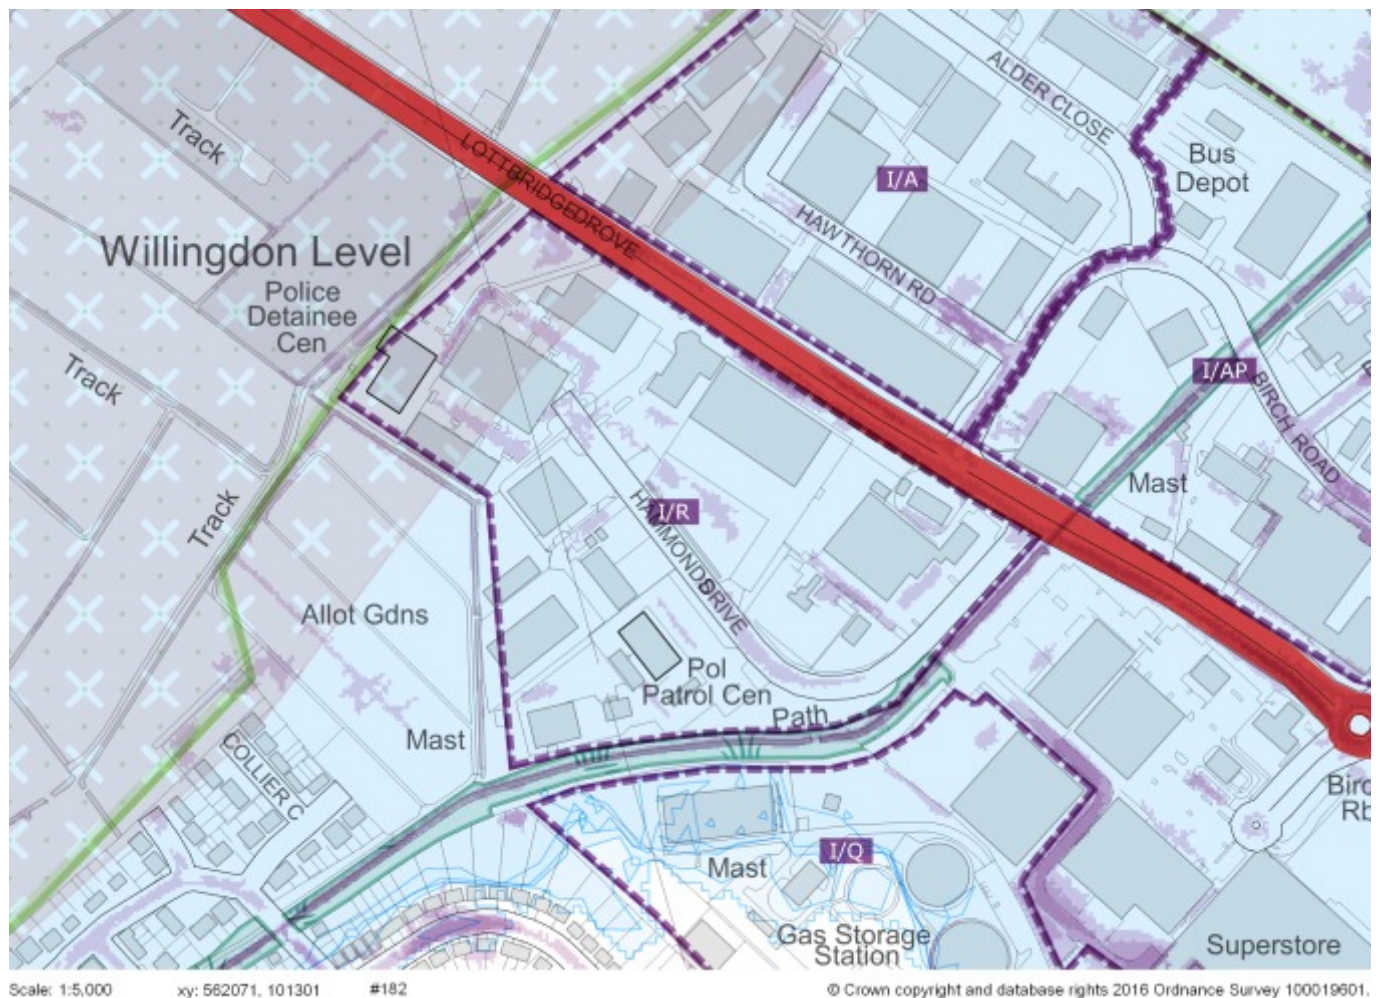 ALDER CLOSE
Track
Bus
Depot
LOTTBRIDGE DROVE
I/A
HAWTHORN RD
Willingdon Level
Police
Detainee
Cen
Track
I/AP
BIRCH ROAD
Mast
Track
I/R
HAMMONDS DRIVE
Allot Gdns
Pol
Patrol Cen
Path
Mast
COLLIER C
Birc
Rb
I/Q
Mast
Gas Storage
Station
Superstore
Scale: 1:5,000
xy: 562071, 101301
#182
© Crown copyright and database rights 2016 Ordnance Survey 100019601.